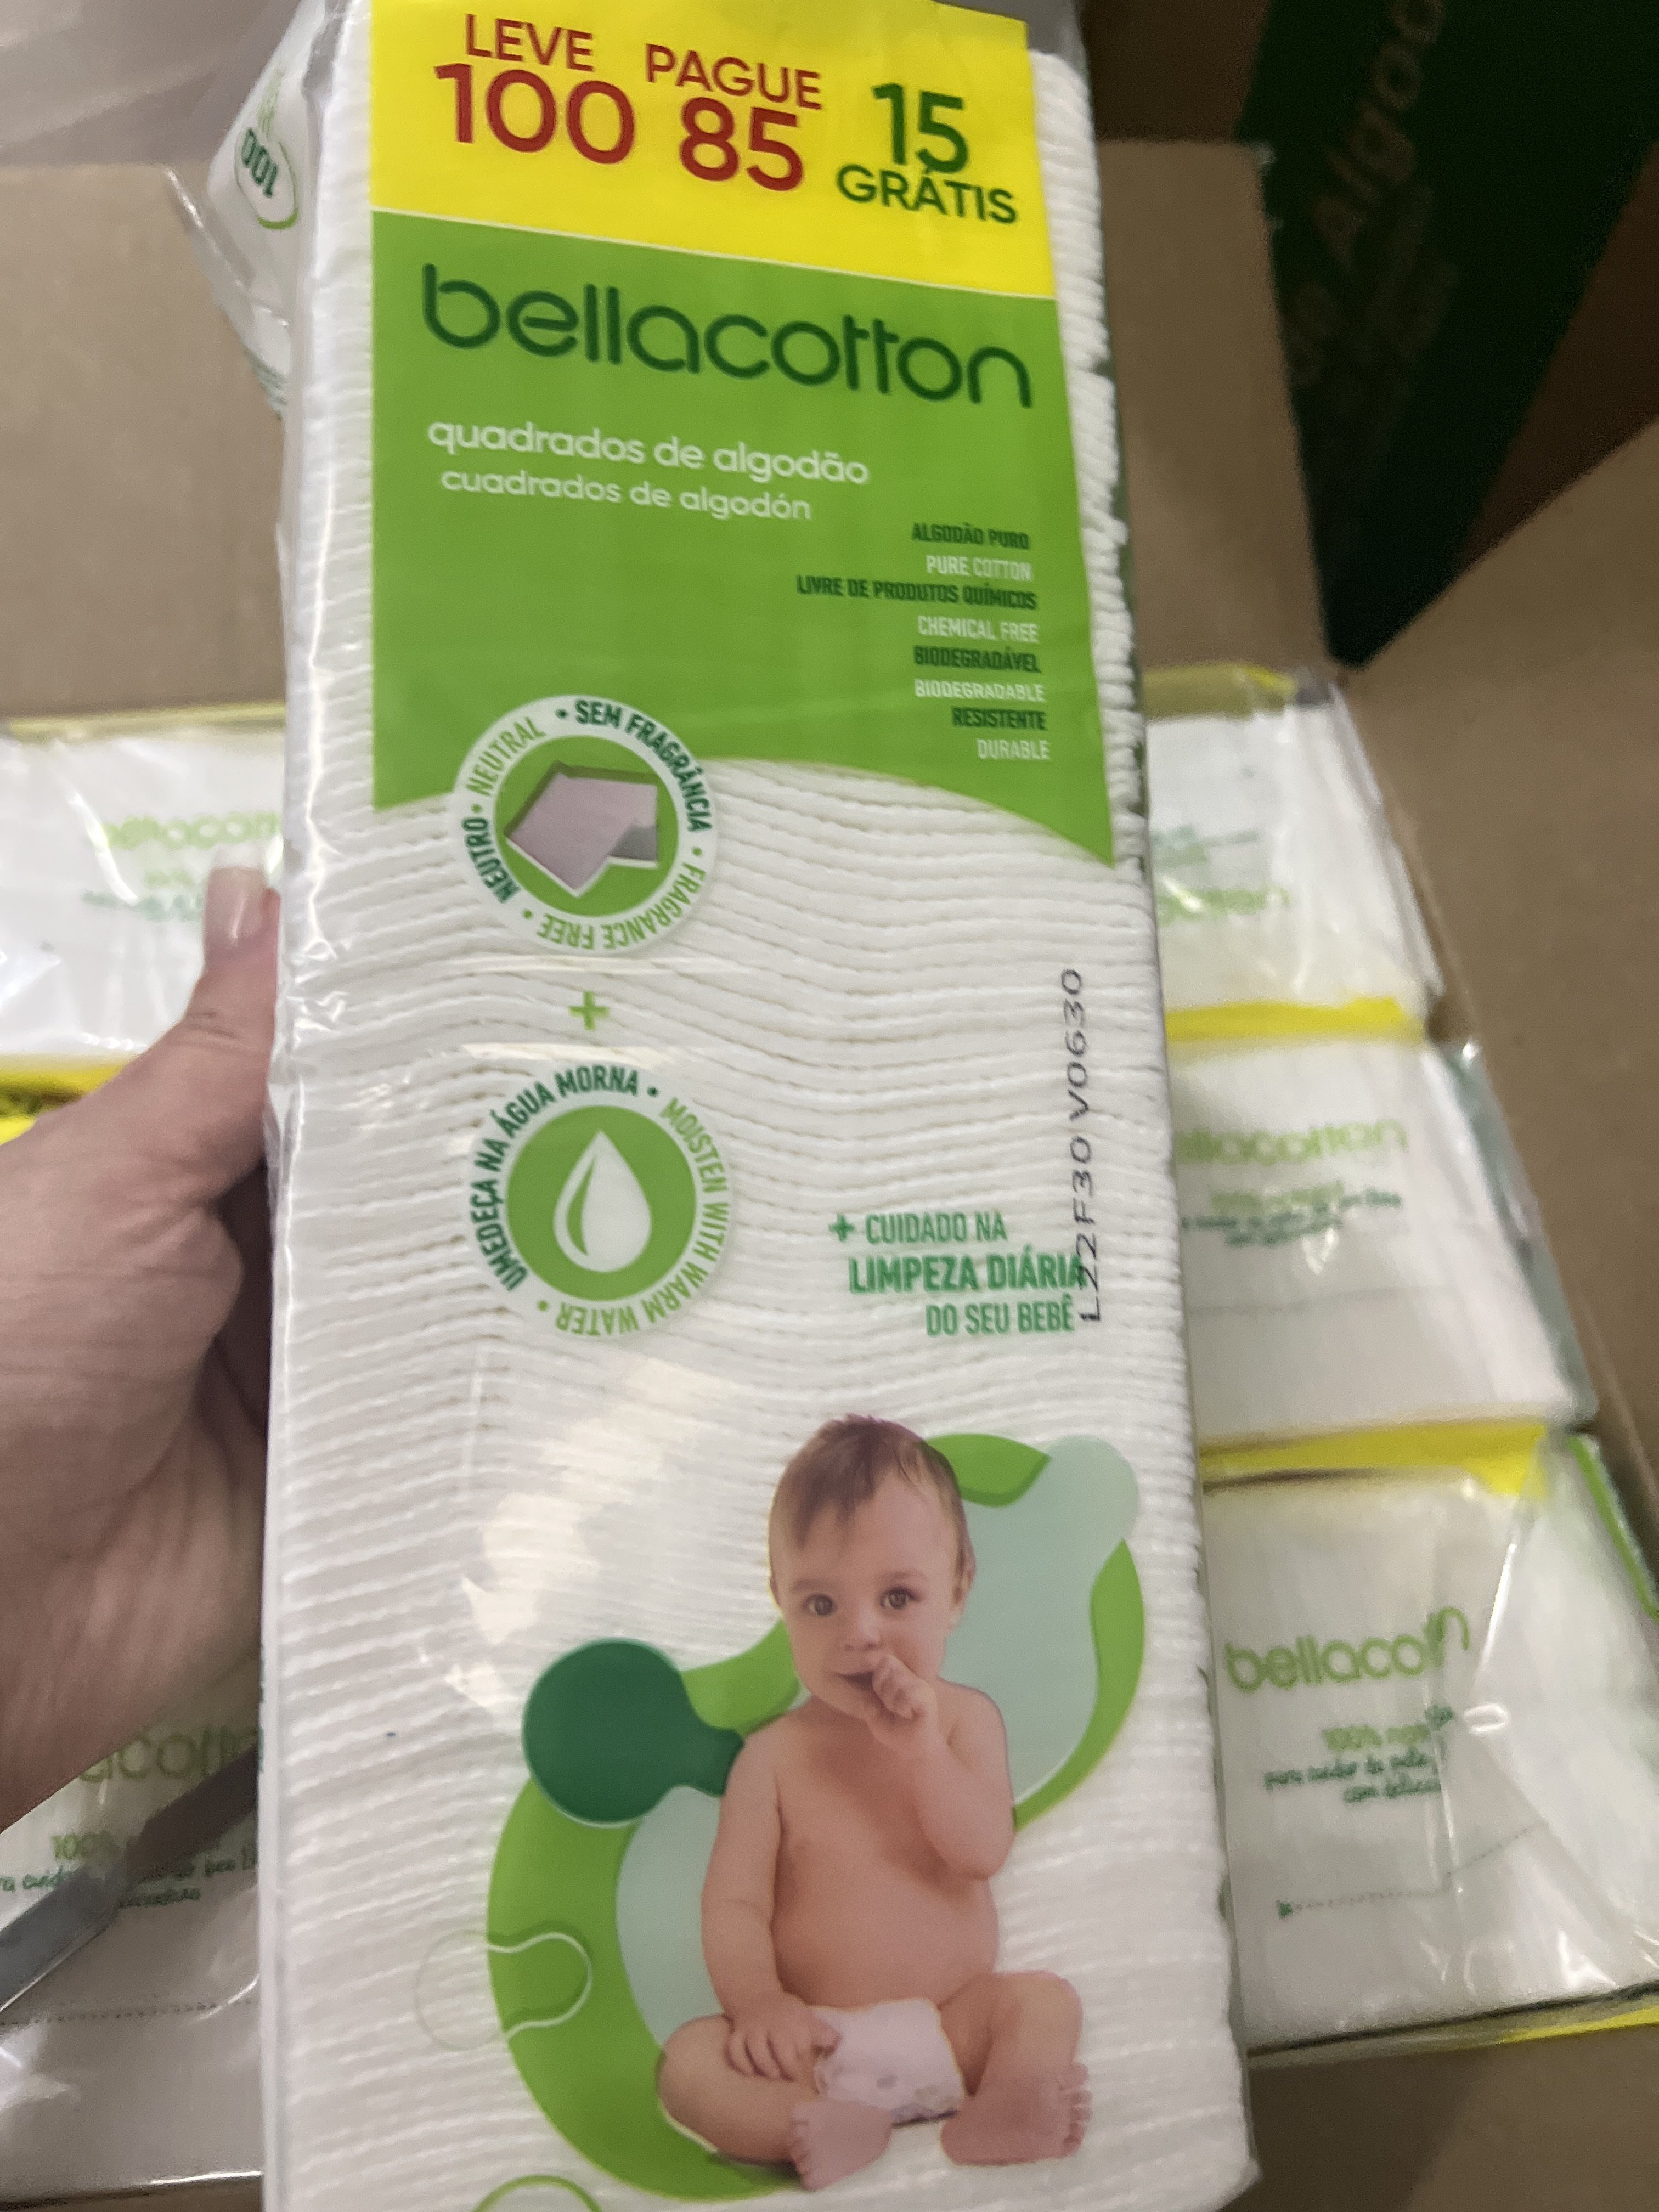 LEVE PAGUE 15
100 85 GRÁTIS
bellacotton
quadrados de algodão
cuadrados de algodón
ALGODÃO PURO
PURE COTTON
LIVRE DE PRODUTOS QUÍMICOS
CHEMICAL FREE
BIODEGRADÁVEL
BIODEGRADABLE
RESISTENTE
DURABLE
NEUTRO • NEUTRAL • SEM FRAGRÂNCIA • FRAGRANCE FREE •
+
UMEDEÇA NA ÁGUA MORNA • MOISTEN WITH WARM WATER •
+ CUIDADO NA
LIMPEZA DIÁRIA
DO SEU BEBÊ
L22F30 V0630
100
bellacotton
bellacotton
100%